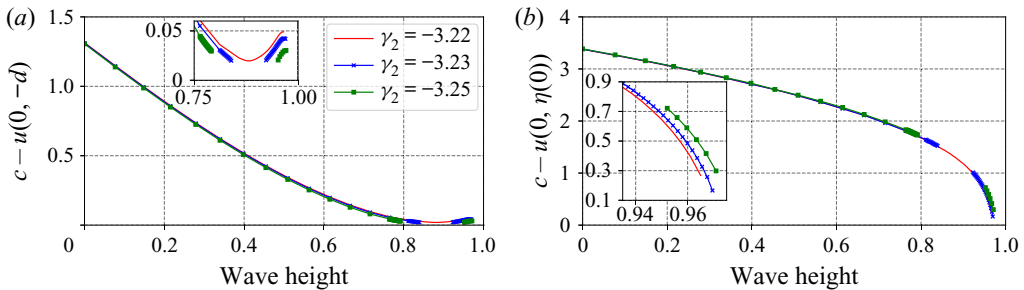 (a)
1.5
1.0
0.5
0
0.05
0
0.75
1.00
γ₂ = −3.22
γ₂ = −3.23
γ₂ = −3.25
c − u(0, −d)
0 0.2 0.4 0.6 0.8 1.0
Wave height
(b)
4
3
2
1
0
0.9
0.7
0.5
0.3
0.1
0.94 0.96
c − u(0, η(0))
0 0.2 0.4 0.6 0.8 1.0
Wave height